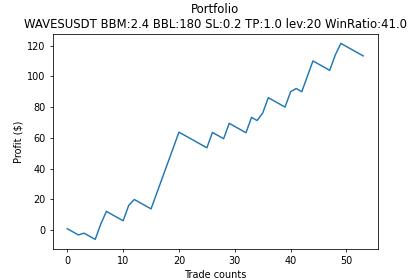 Portfolio
WAVESUSDT BBM:2.4 BBL:180 SL:0.2 TP:1.0 lev:20 WinRatio:41.0
120
100
80
60
40
20
0
Profit ($)
0 10 20 30 40 50
Trade counts